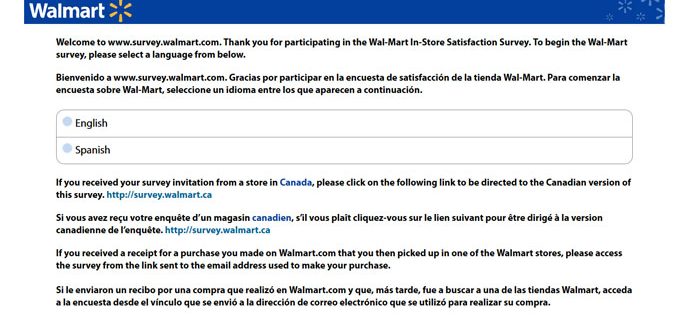 Walmart
Welcome to www.survey.walmart.com. Thank you for participating in the Wal-Mart In-Store Satisfaction Survey. To begin the Wal-Mart
survey, please select a language from below.
Bienvenido a www.survey.walmart.com. Gracias por participar en la encuesta de satisfacción de la tienda Wal-Mart. Para comenzar la
encuesta sobre Wal-Mart, seleccione un idioma entre los que aparecen a continuación.
English
Spanish
If you received your survey invitation from a store in Canada, please click on the following link to be directed to the Canadian version of
this survey. http://survey.walmart.ca
Si vous avez reçu votre enquête d'un magasin canadien, s'il vous plaît cliquez-vous sur le lien suivant pour être dirigé à la version
canadienne de l'enquête. http://survey.walmart.ca
If you received a receipt for a purchase you made on Walmart.com that you then picked up in one of the Walmart stores, please access
the survey from the link sent to the email address used to make your purchase.
Si le enviaron un recibo por una compra que realizó en Walmart.com y que, más tarde, fue a buscar a una de las tiendas Walmart, acceda
a la encuesta desde el vínculo que se envió a la dirección de correo electrónico que se utilizó para realizar su compra.